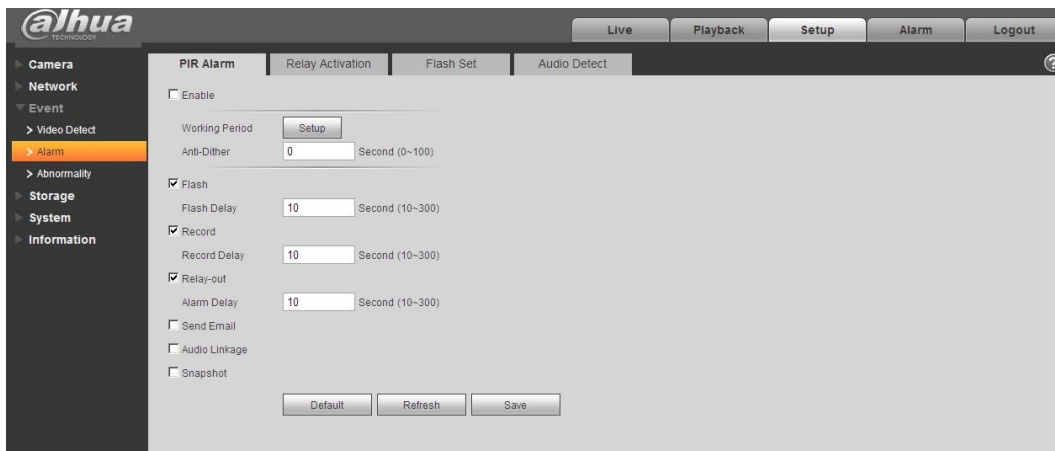 alhua
TECHNOLOGY
Live Playback Setup Alarm Logout
Camera
Network
Event
> Video Detect
> Alarm
> Abnormality
Storage
System
Information
PIR Alarm Relay Activation Flash Set Audio Detect ?
Enable
Working Period Setup
Anti-Dither 0 Second (0~100)
Flash
Flash Delay 10 Second (10~300)
Record
Record Delay 10 Second (10~300)
Relay-out
Alarm Delay 10 Second (10~300)
Send Email
Audio Linkage
Snapshot
Default Refresh Save